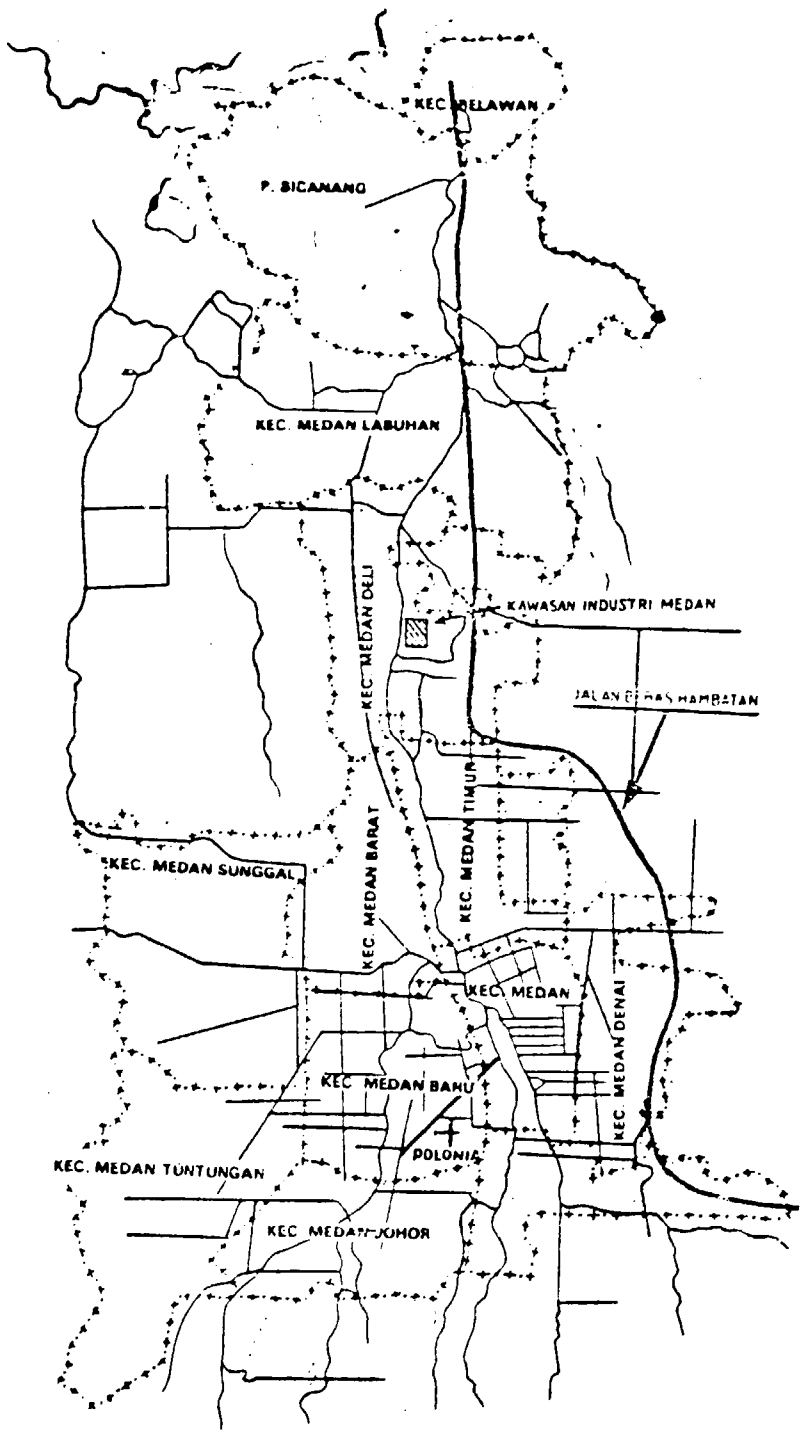 KEC. BELAWAN
P. SICANANG
KEC. MEDAN LABUHAN
KEC MEDAN DELI
KAWASAN INDUSTRI MEDAN
JALAN BEBAS HAMBATAN
KEC. MEDAN TIMUR
KEC. MEDAN BARAT
KEC. MEDAN SUNGGAL
KEC. MEDAN
KEC. MEDAN DENAI
KEC MEDAN BARU
POLONIA
KEC. MEDAN TUNTUNGAN
KEC MEDAN JOHOR